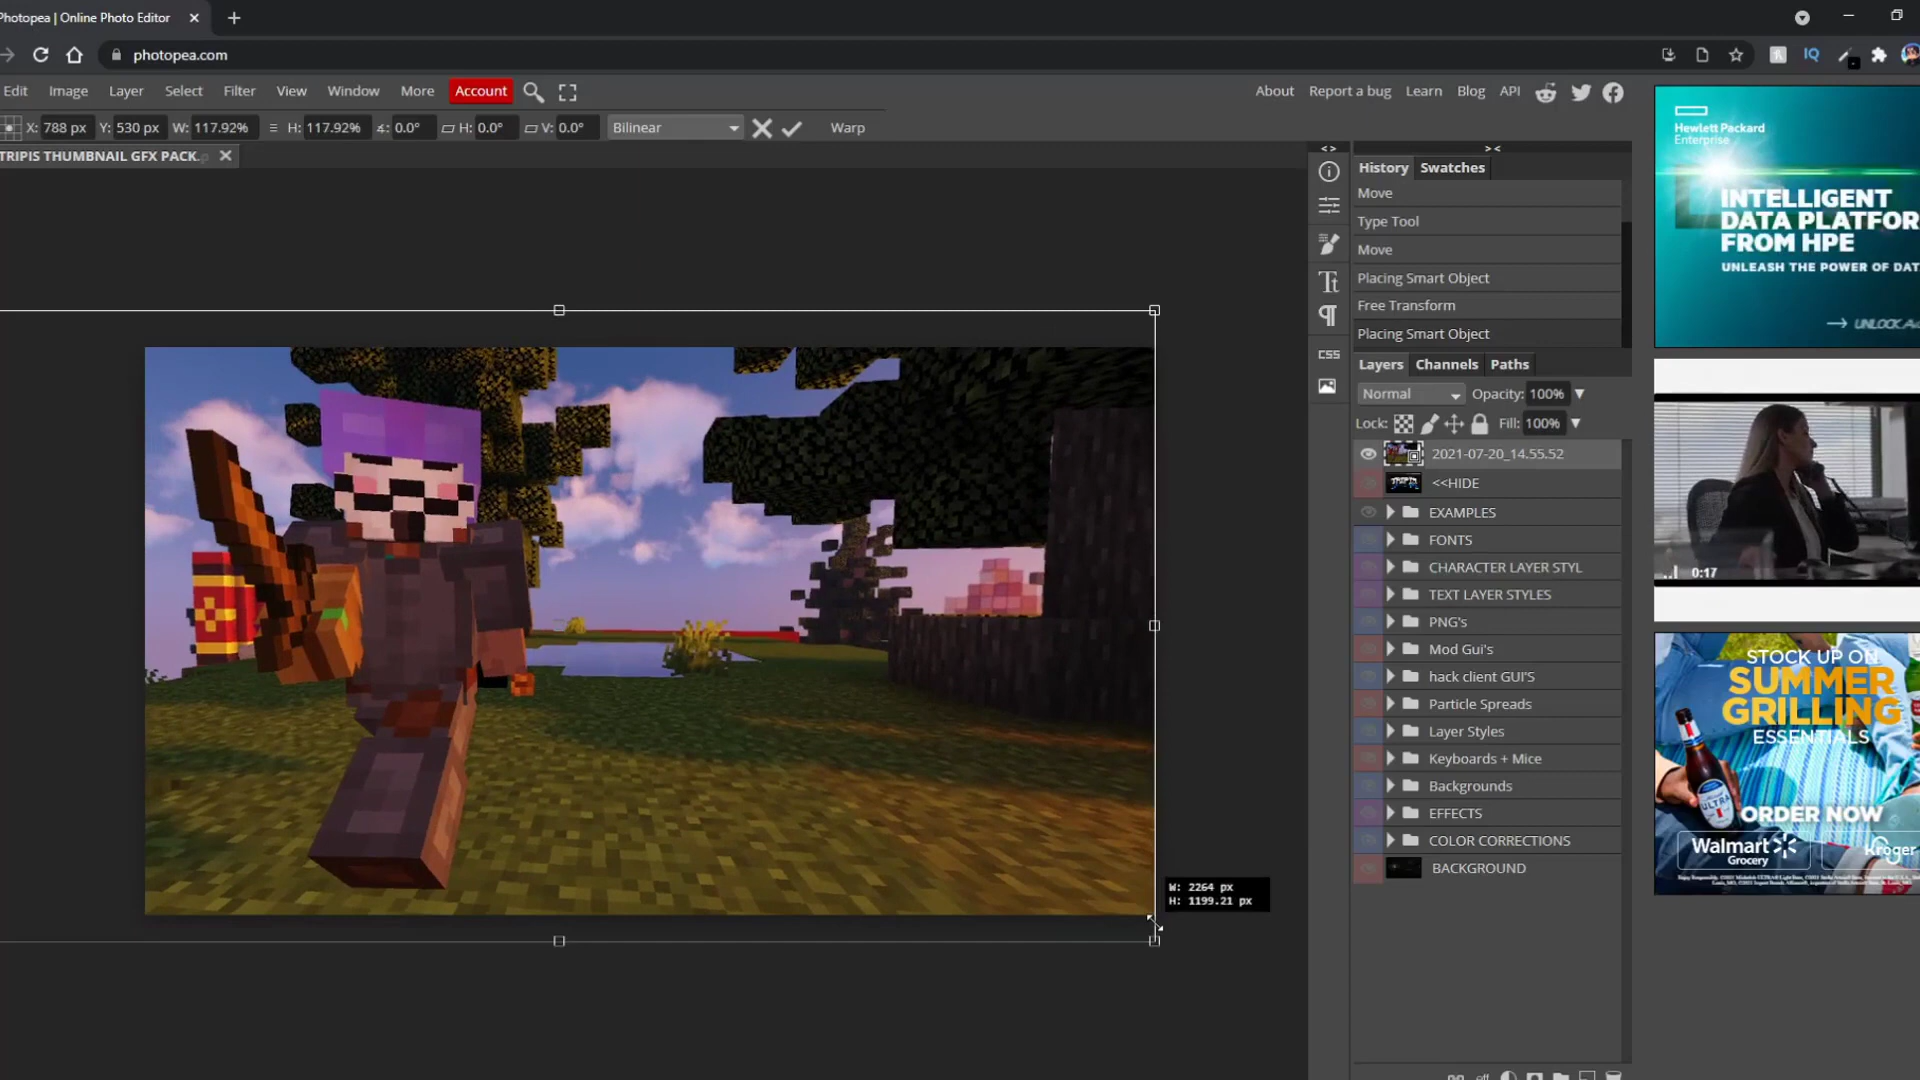 Photopea | Online Photo Editor
photopea.com
IQ
Edit Image Layer Select Filter View Window More Account
About Report a bug Learn Blog API
X: 788 px Y: 530 px W: 117.92% H: 117.92% ∡: 0.0° H: 0.0° V: 0.0° Bilinear Warp
TRIPIS THUMBNAIL GFX PACK.p
< >
> <
History Swatches
Move
Type Tool
Move
Placing Smart Object
Free Transform
Placing Smart Object
CSS
Layers Channels Paths
Normal Opacity: 100%
Lock: Fill: 100%
2021-07-20_14.55.52
<<HIDE
EXAMPLES
FONTS
CHARACTER LAYER STYL
TEXT LAYER STYLES
PNG's
Mod Gui's
hack client GUI'S
Particle Spreads
Layer Styles
Keyboards + Mice
Backgrounds
EFFECTS
COLOR CORRECTIONS
BACKGROUND
W: 2264 px
H: 1199.21 px
Hewlett Packard
Enterprise
INTELLIGENT
DATA PLATFOR
FROM HPE
UNLEASH THE POWER OF DAT
0:17
STOCK UP ON
SUMMER
GRILLING
ESSENTIALS
ULTRA
ORDER NOW
Walmart
Grocery
Kroger